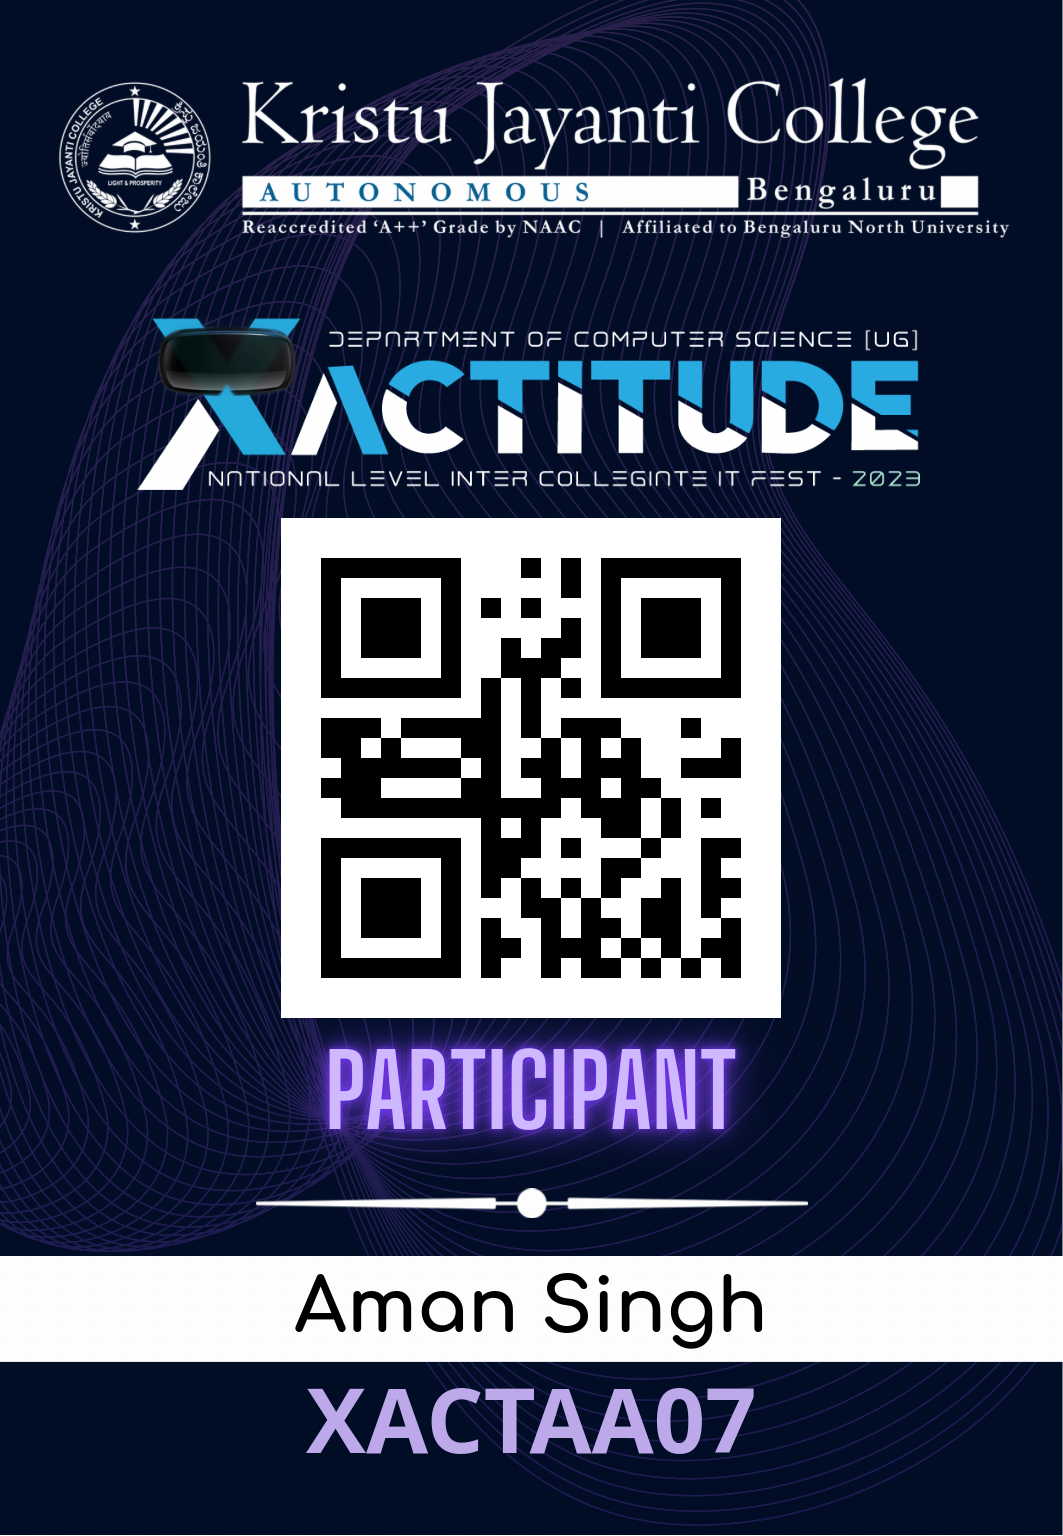 KRISTU JAYANTI COLLEGE
LIGHT & PROSPERITY
Kristu Jayanti College
AUTONOMOUS Bengaluru
Reaccredited ‘A++’ Grade by NAAC | Affiliated to Bengaluru North University
DEPARTMENT OF COMPUTER SCIENCE [UG]
XACTITUDE
NATIONAL LEVEL INTER COLLEGIATE IT FEST - 2023
PARTICIPANT
Aman Singh
XACTAA07